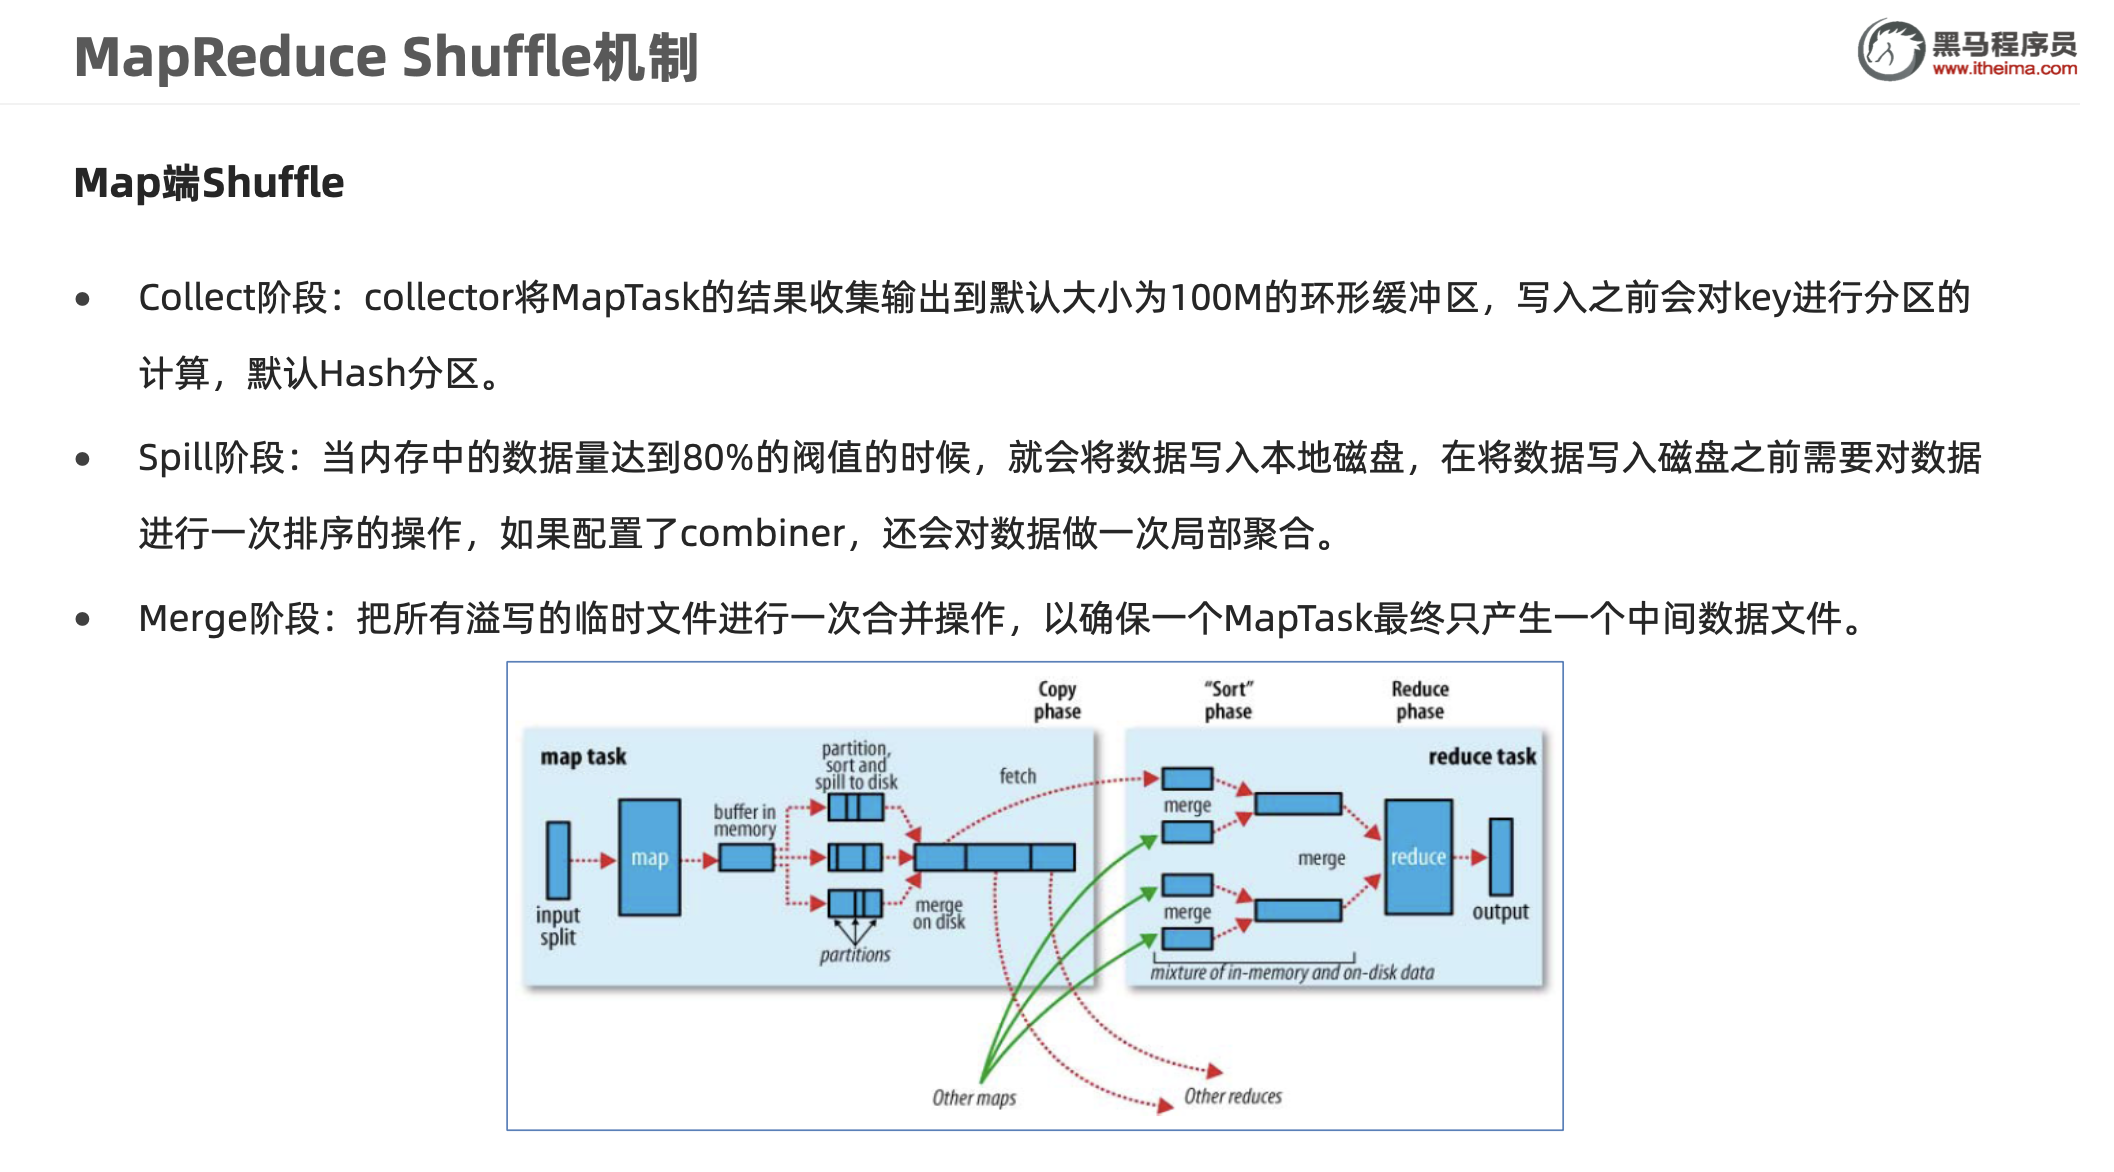 MapReduce Shuffle机制
黑马程序员
www.itheima.com
Map端Shuffle
● Collect阶段：collector将MapTask的结果收集输出到默认大小为100M的环形缓冲区，写入之前会对key进行分区的
计算，默认Hash分区。
● Spill阶段：当内存中的数据量达到80%的阀值的时候，就会将数据写入本地磁盘，在将数据写入磁盘之前需要对数据
进行一次排序的操作，如果配置了combiner，还会对数据做一次局部聚合。
● Merge阶段：把所有溢写的临时文件进行一次合并操作，以确保一个MapTask最终只产生一个中间数据文件。
Copy
phase
“Sort”
phase
Reduce
phase
map task
partition,
sort and
spill to disk
buffer in
memory
input
split
map
partitions
merge
on disk
fetch
reduce task
merge
merge
merge
reduce
output
mixture of in-memory and on-disk data
Other maps
Other reduces